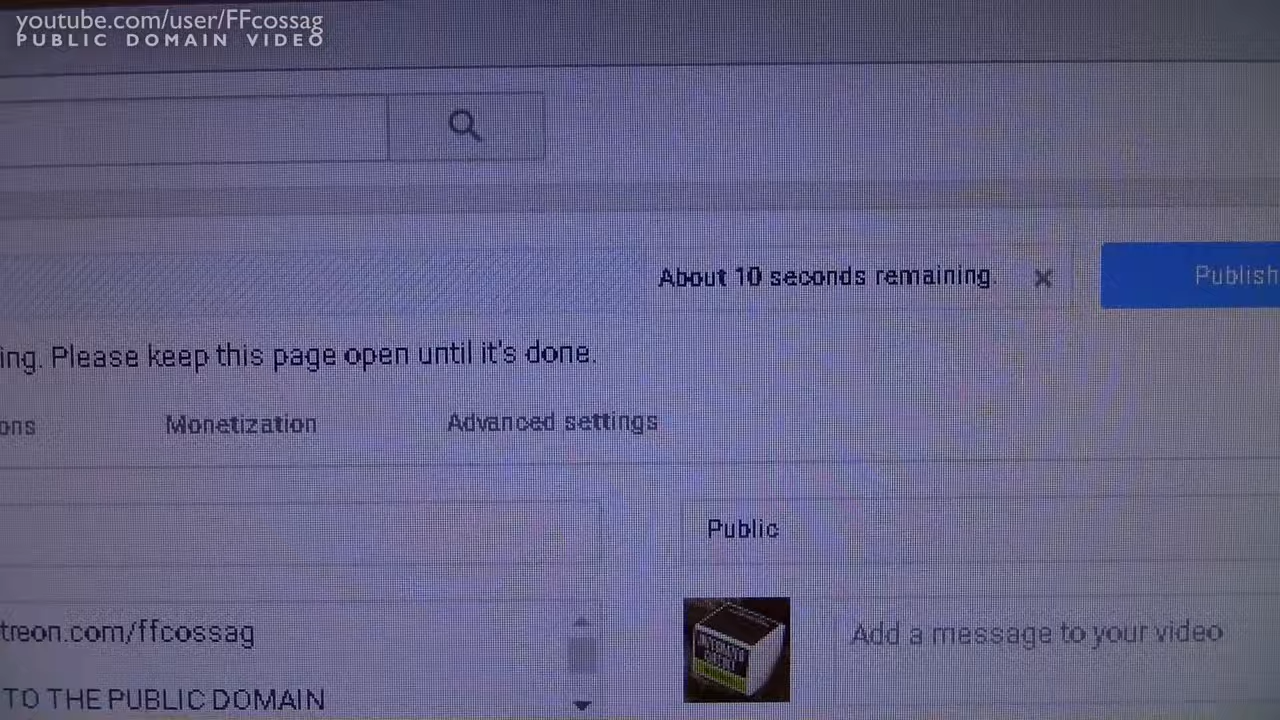 youtube.com/user/FFcossag
PUBLIC DOMAIN VIDEO
About 10 seconds remaining.
Publish
ing. Please keep this page open until it's done.
ons
Monetization
Advanced settings
Public
treon.com/ffcossag
Add a message to your video
TO THE PUBLIC DOMAIN